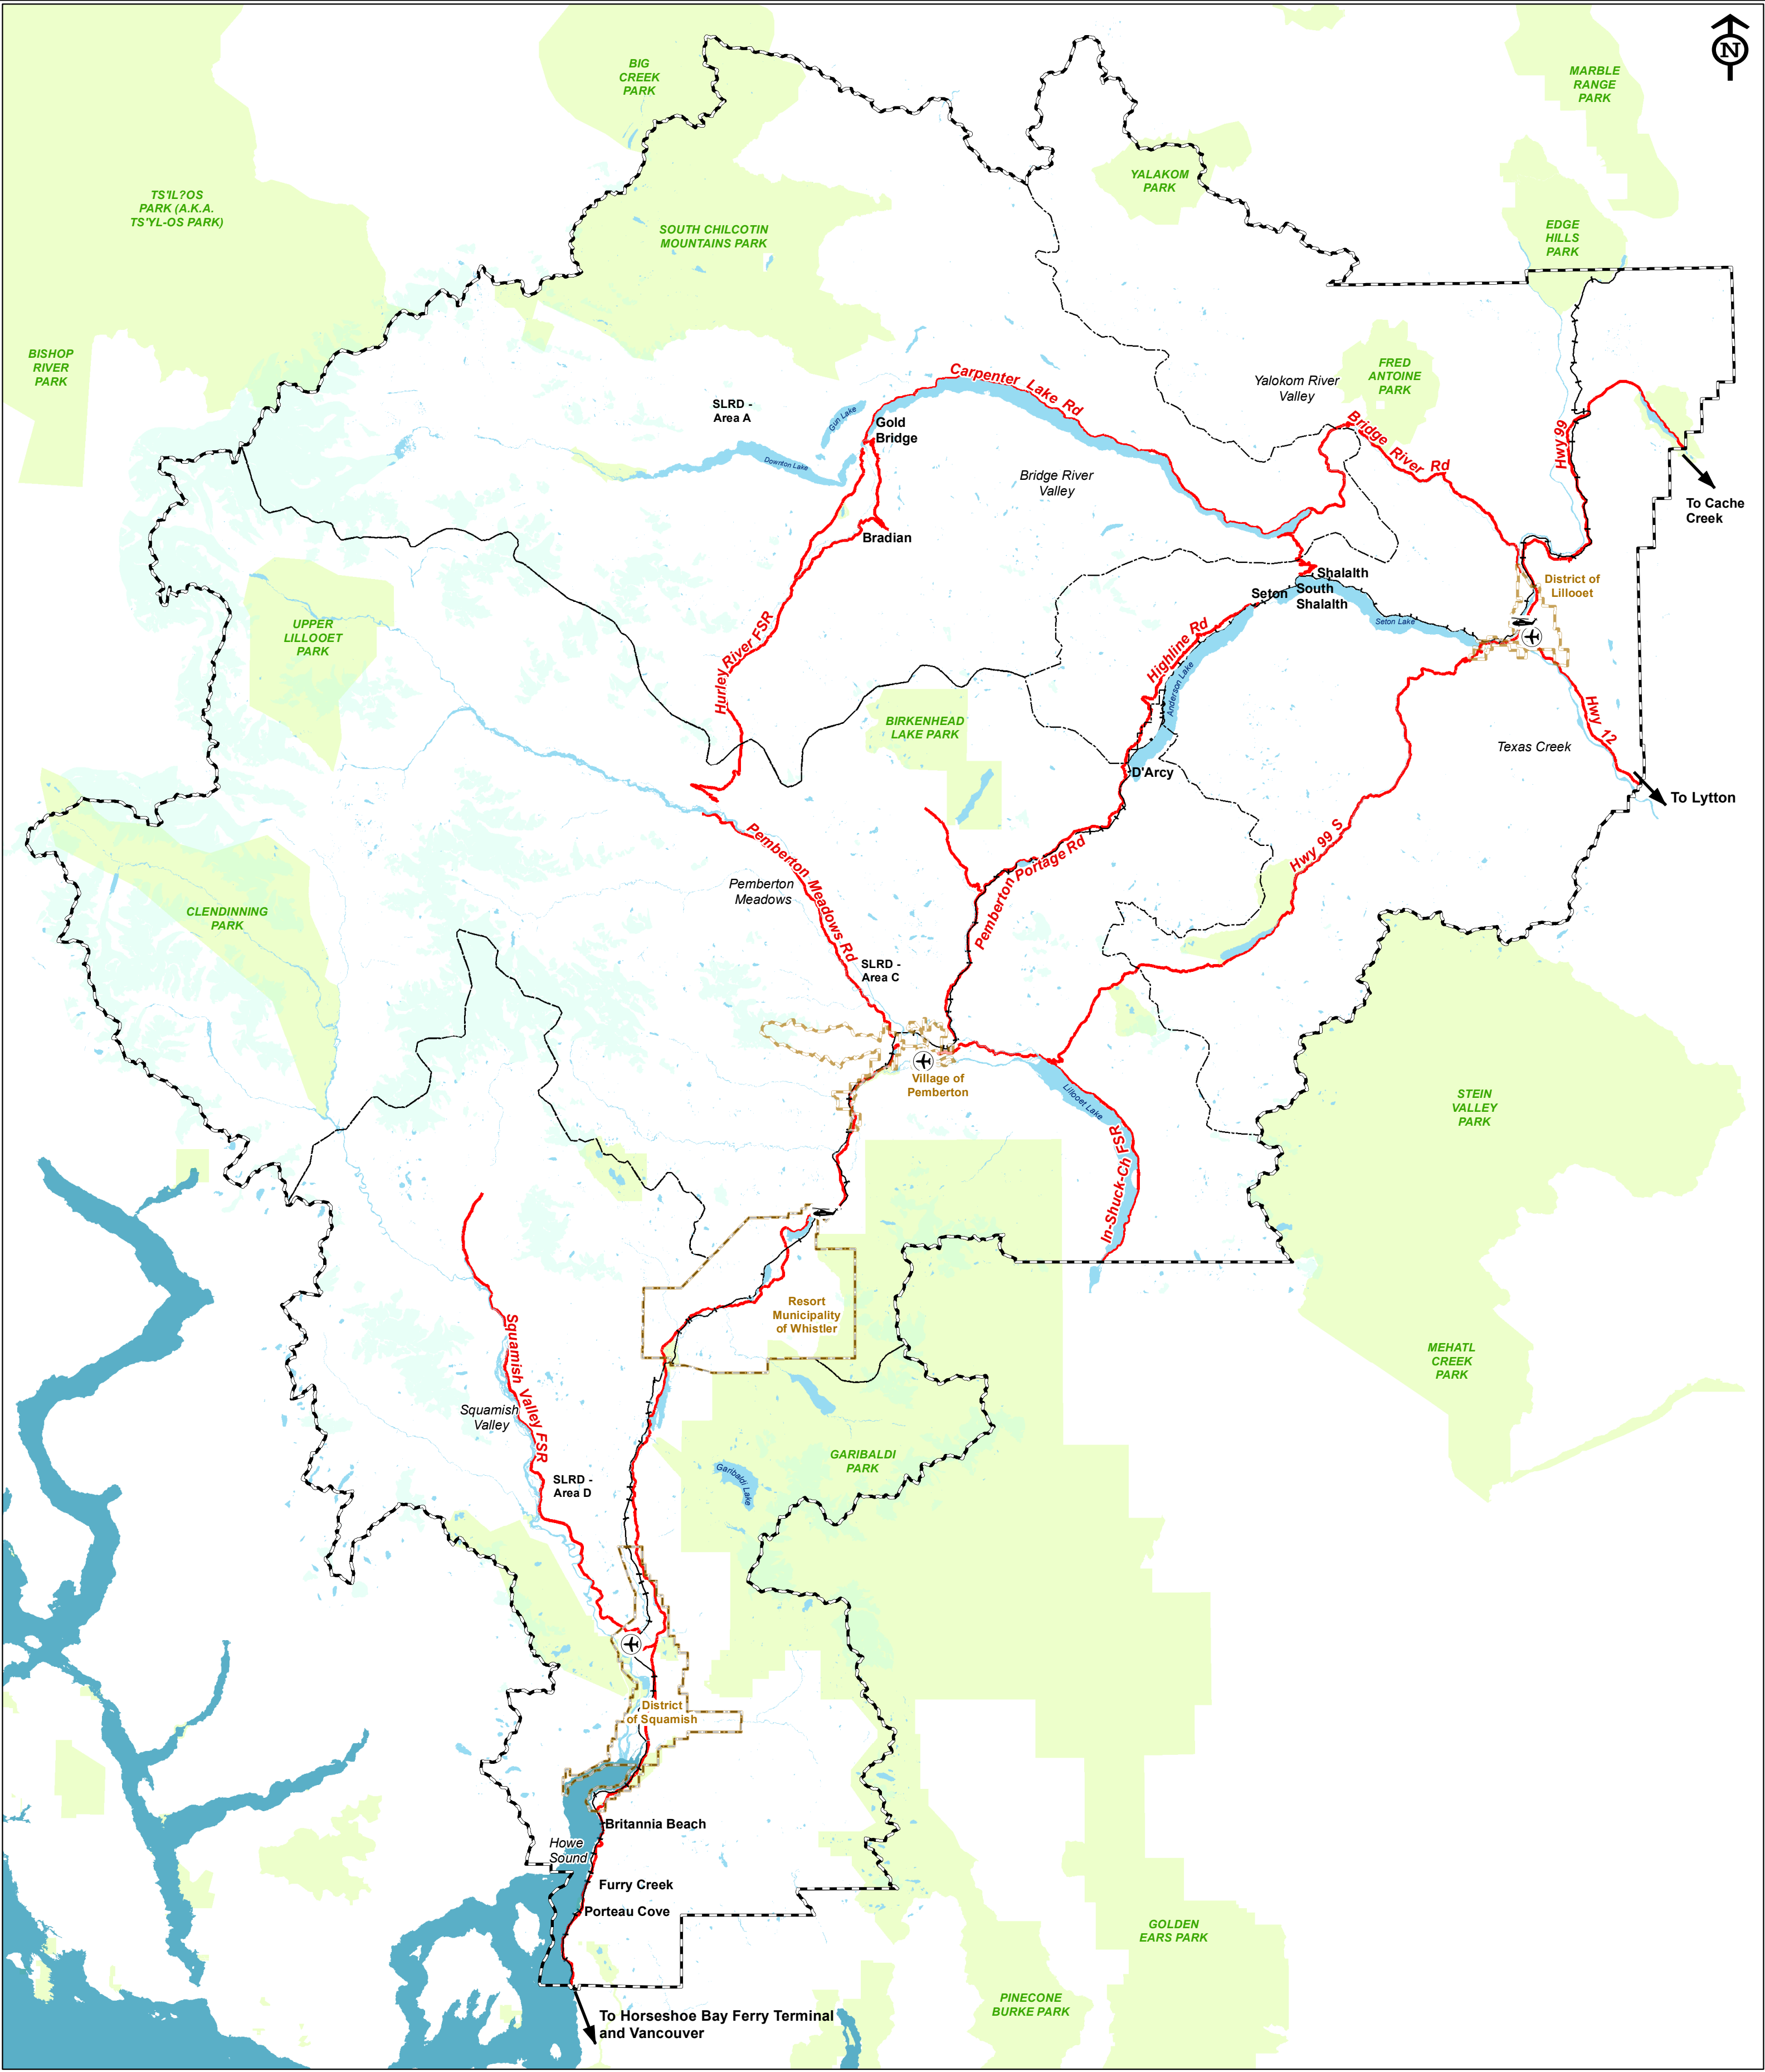 N
BIG
CREEK
PARK
MARBLE
RANGE
PARK
YALAKOM
PARK
TS'IL?OS
PARK (A.K.A.
TS'YL-OS PARK)
SOUTH CHILCOTIN
MOUNTAINS PARK
EDGE
HILLS
PARK
BISHOP
RIVER
PARK
FRED
ANTOINE
PARK
Yalokom River
Valley
Carpenter Lake Rd
SLRD -
Area A
Gun Lake
Gold
Bridge
Bridge River Rd
Hwy 99
Downton Lake
Bridge River
Valley
To Cache
Creek
Bradian
Shalalth
Seton
South
Shalalth
District of
Lillooet
Seton Lake
UPPER
LILLOOET
PARK
Hurley River FSR
Highline Rd
Anderson Lake
BIRKENHEAD
LAKE PARK
Hwy 12
Texas Creek
D'Arcy
To Lytton
Pemberton Meadows Rd
Pemberton Portage Rd
Hwy 99 S
Pemberton
Meadows
CLENDINNING
PARK
SLRD -
Area C
Village of
Pemberton
Lillooet Lake
STEIN
VALLEY
PARK
In-Shuck-Ch FSR
Resort
Municipality
of Whistler
Squamish Valley FSR
MEHATL
CREEK
PARK
Squamish
Valley
GARIBALDI
PARK
Garibaldi Lake
SLRD -
Area D
District
of Squamish
Britannia Beach
Howe
Sound
Furry Creek
Porteau Cove
GOLDEN
EARS PARK
PINECONE
BURKE PARK
To Horseshoe Bay Ferry Terminal
and Vancouver